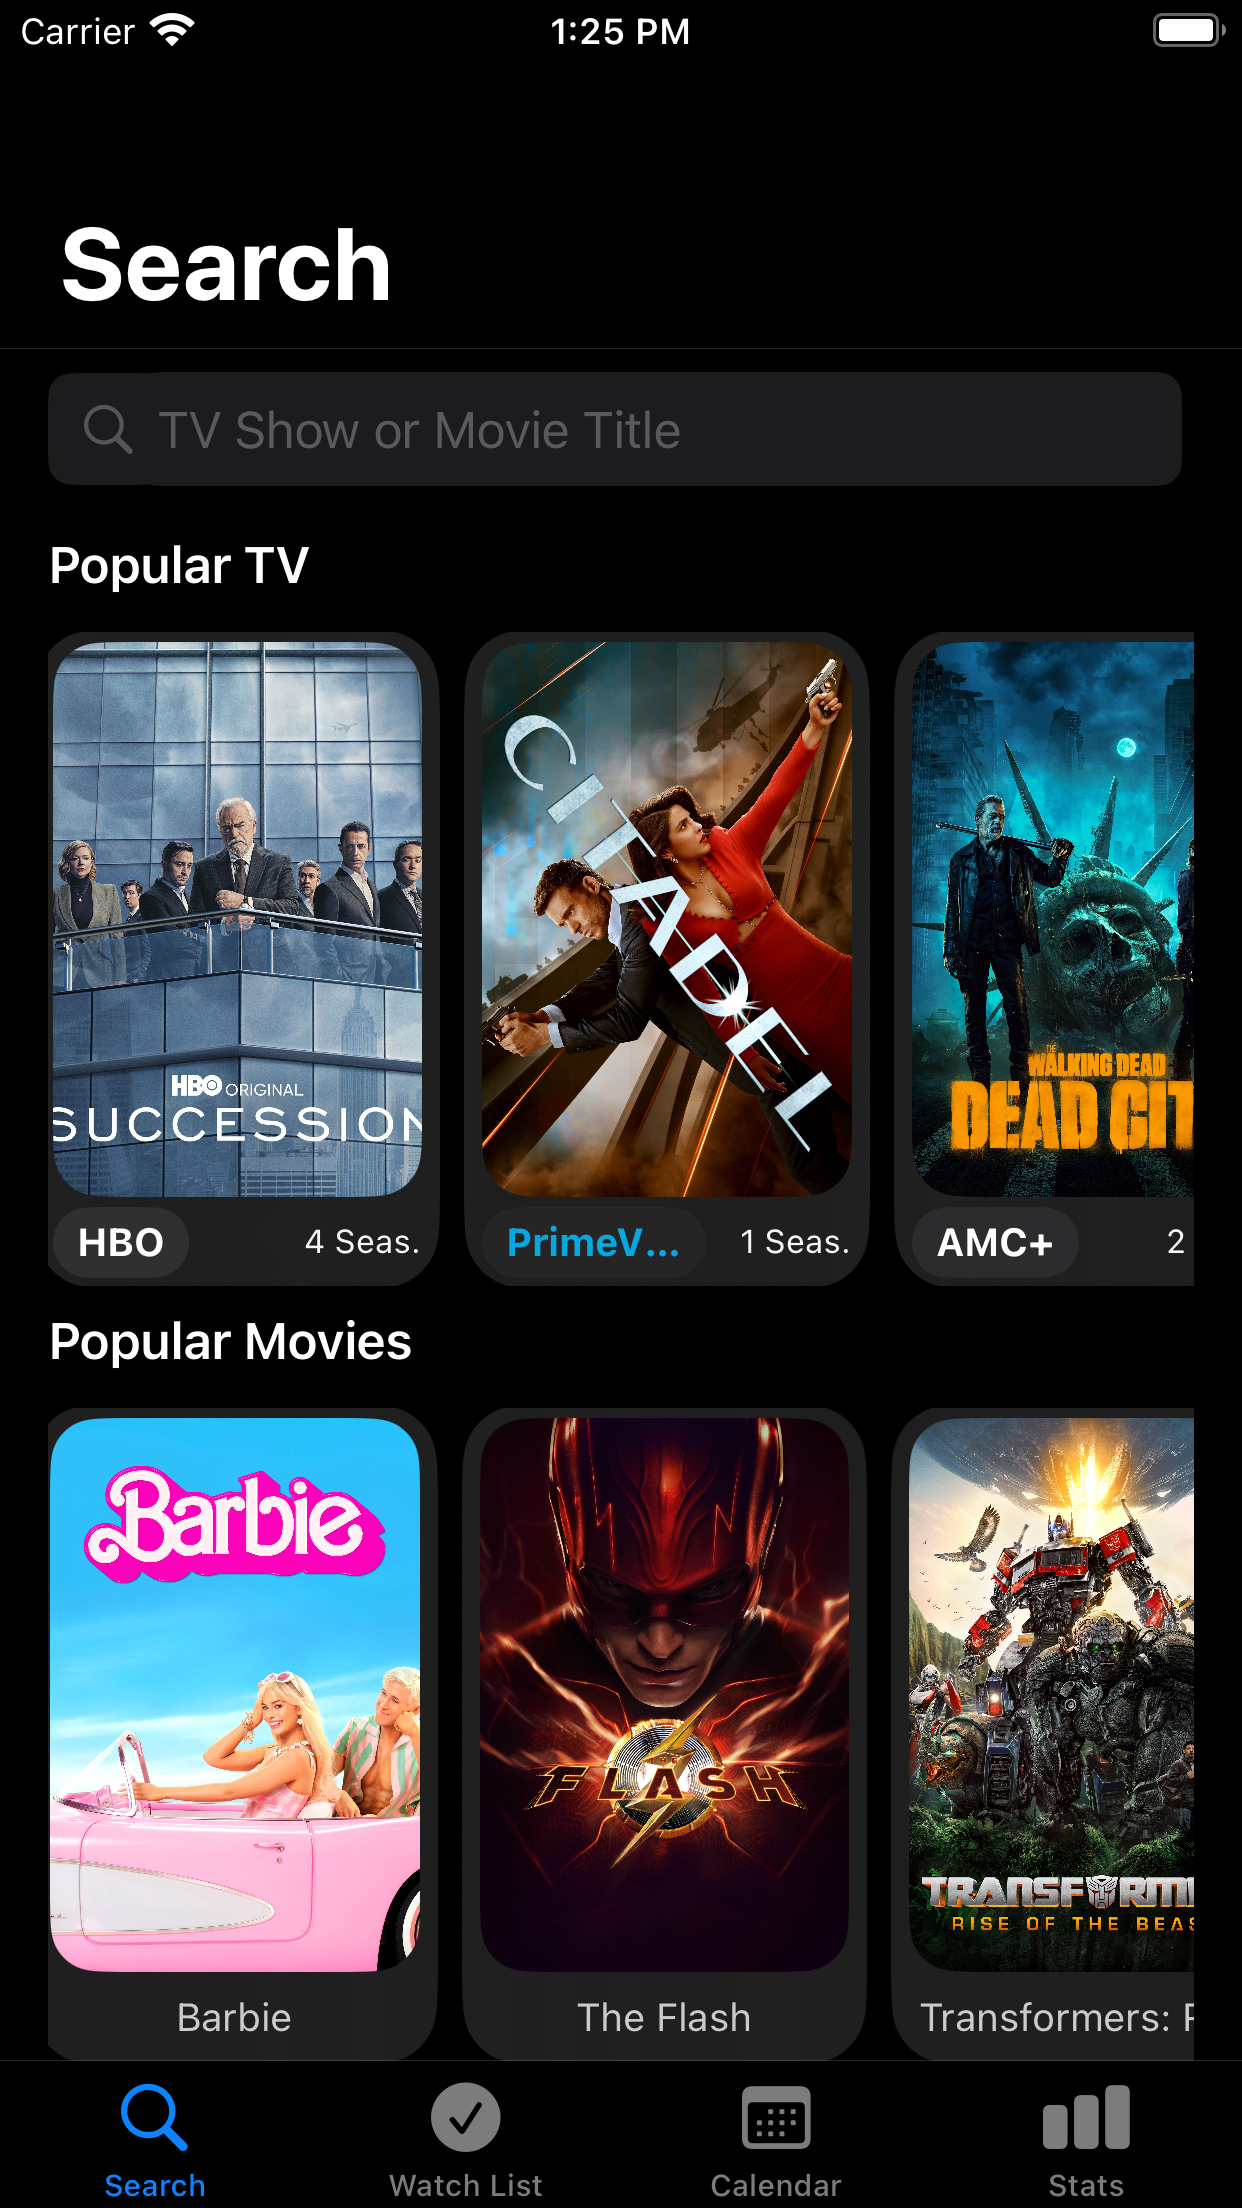 Carrier
1:25 PM
Search
TV Show or Movie Title
Popular TV
HBO ORIGINAL
SUCCESSION
CITADEL
THE
WALKING DEAD
DEAD CIT
HBO
4 Seas.
PrimeV...
1 Seas.
AMC+
2
Popular Movies
Barbie
THE
FLASH
TRANSFORME
RISE OF THE BEAS
Barbie
The Flash
Transformers: R
Search
Watch List
Calendar
Stats